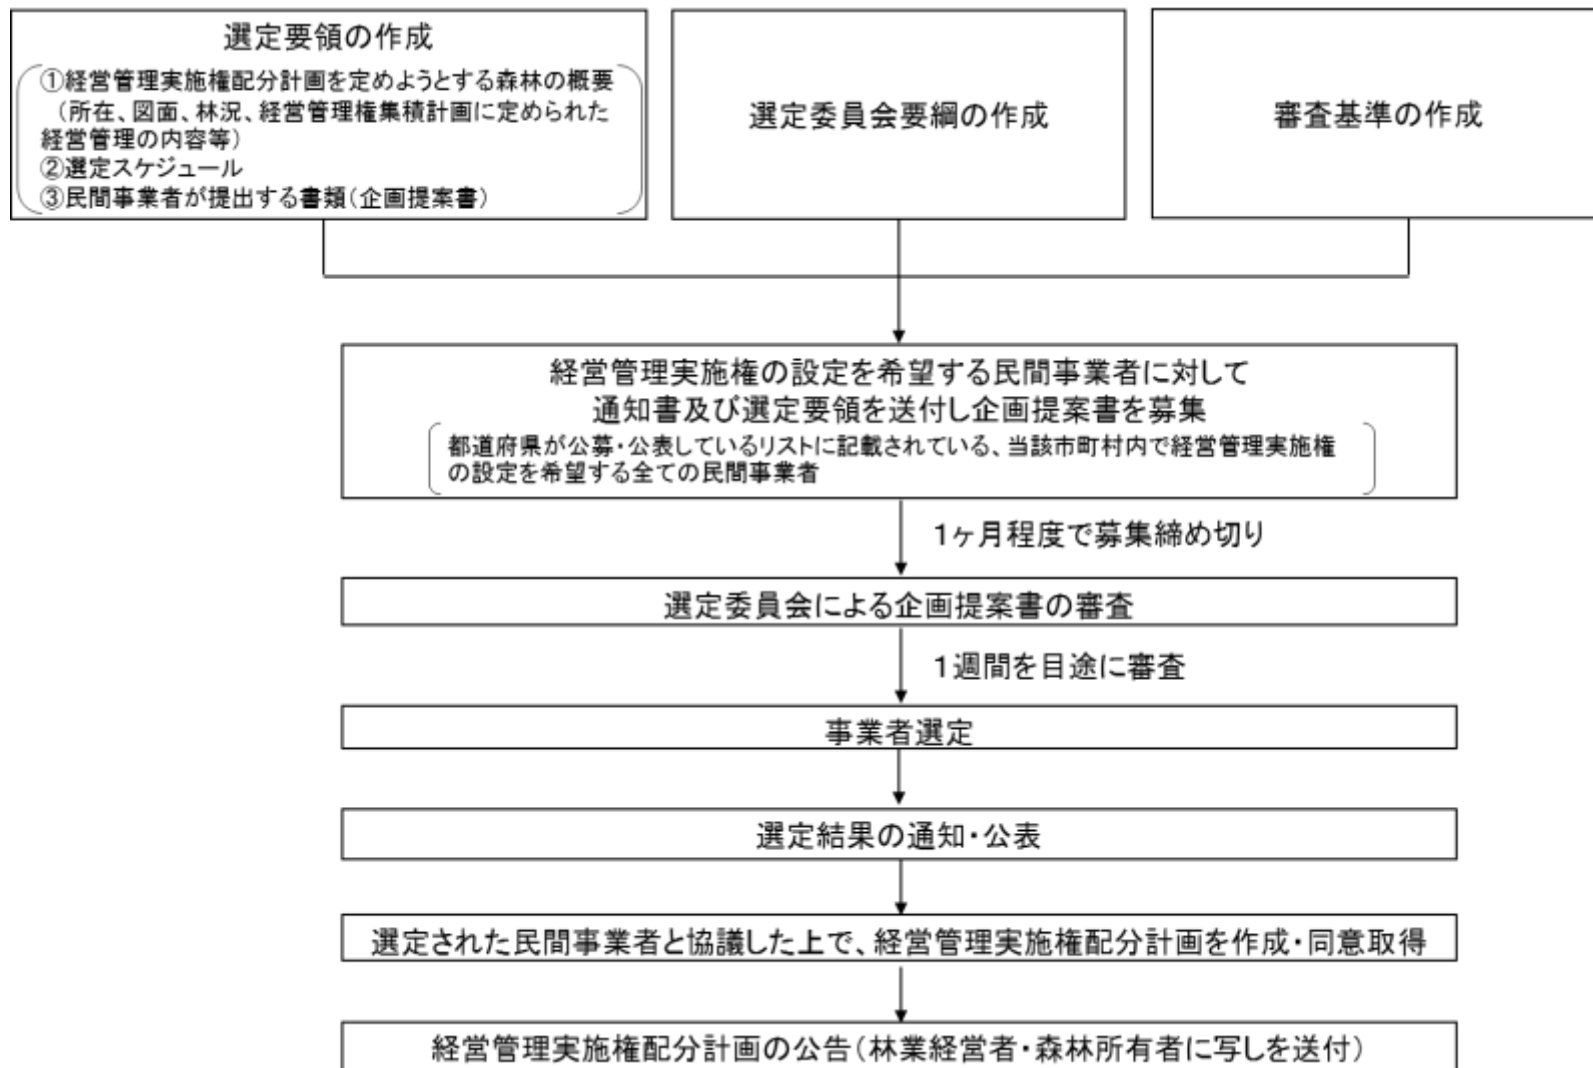 選定要領の作成
①経営管理実施権配分計画を定めようとする森林の概要
（所在、図面、林況、経営管理権集積計画に定められた
経営管理の内容等）
②選定スケジュール
③民間事業者が提出する書類（企画提案書）
選定委員会要綱の作成
審査基準の作成
経営管理実施権の設定を希望する民間事業者に対して
通知書及び選定要領を送付し企画提案書を募集
都道府県が公募・公表しているリストに記載されている、当該市町村内で経営管理実施権
の設定を希望する全ての民間事業者
1ヶ月程度で募集締め切り
選定委員会による企画提案書の審査
1週間を目途に審査
事業者選定
選定結果の通知・公表
選定された民間事業者と協議した上で、経営管理実施権配分計画を作成・同意取得
経営管理実施権配分計画の公告（林業経営者・森林所有者に写しを送付）